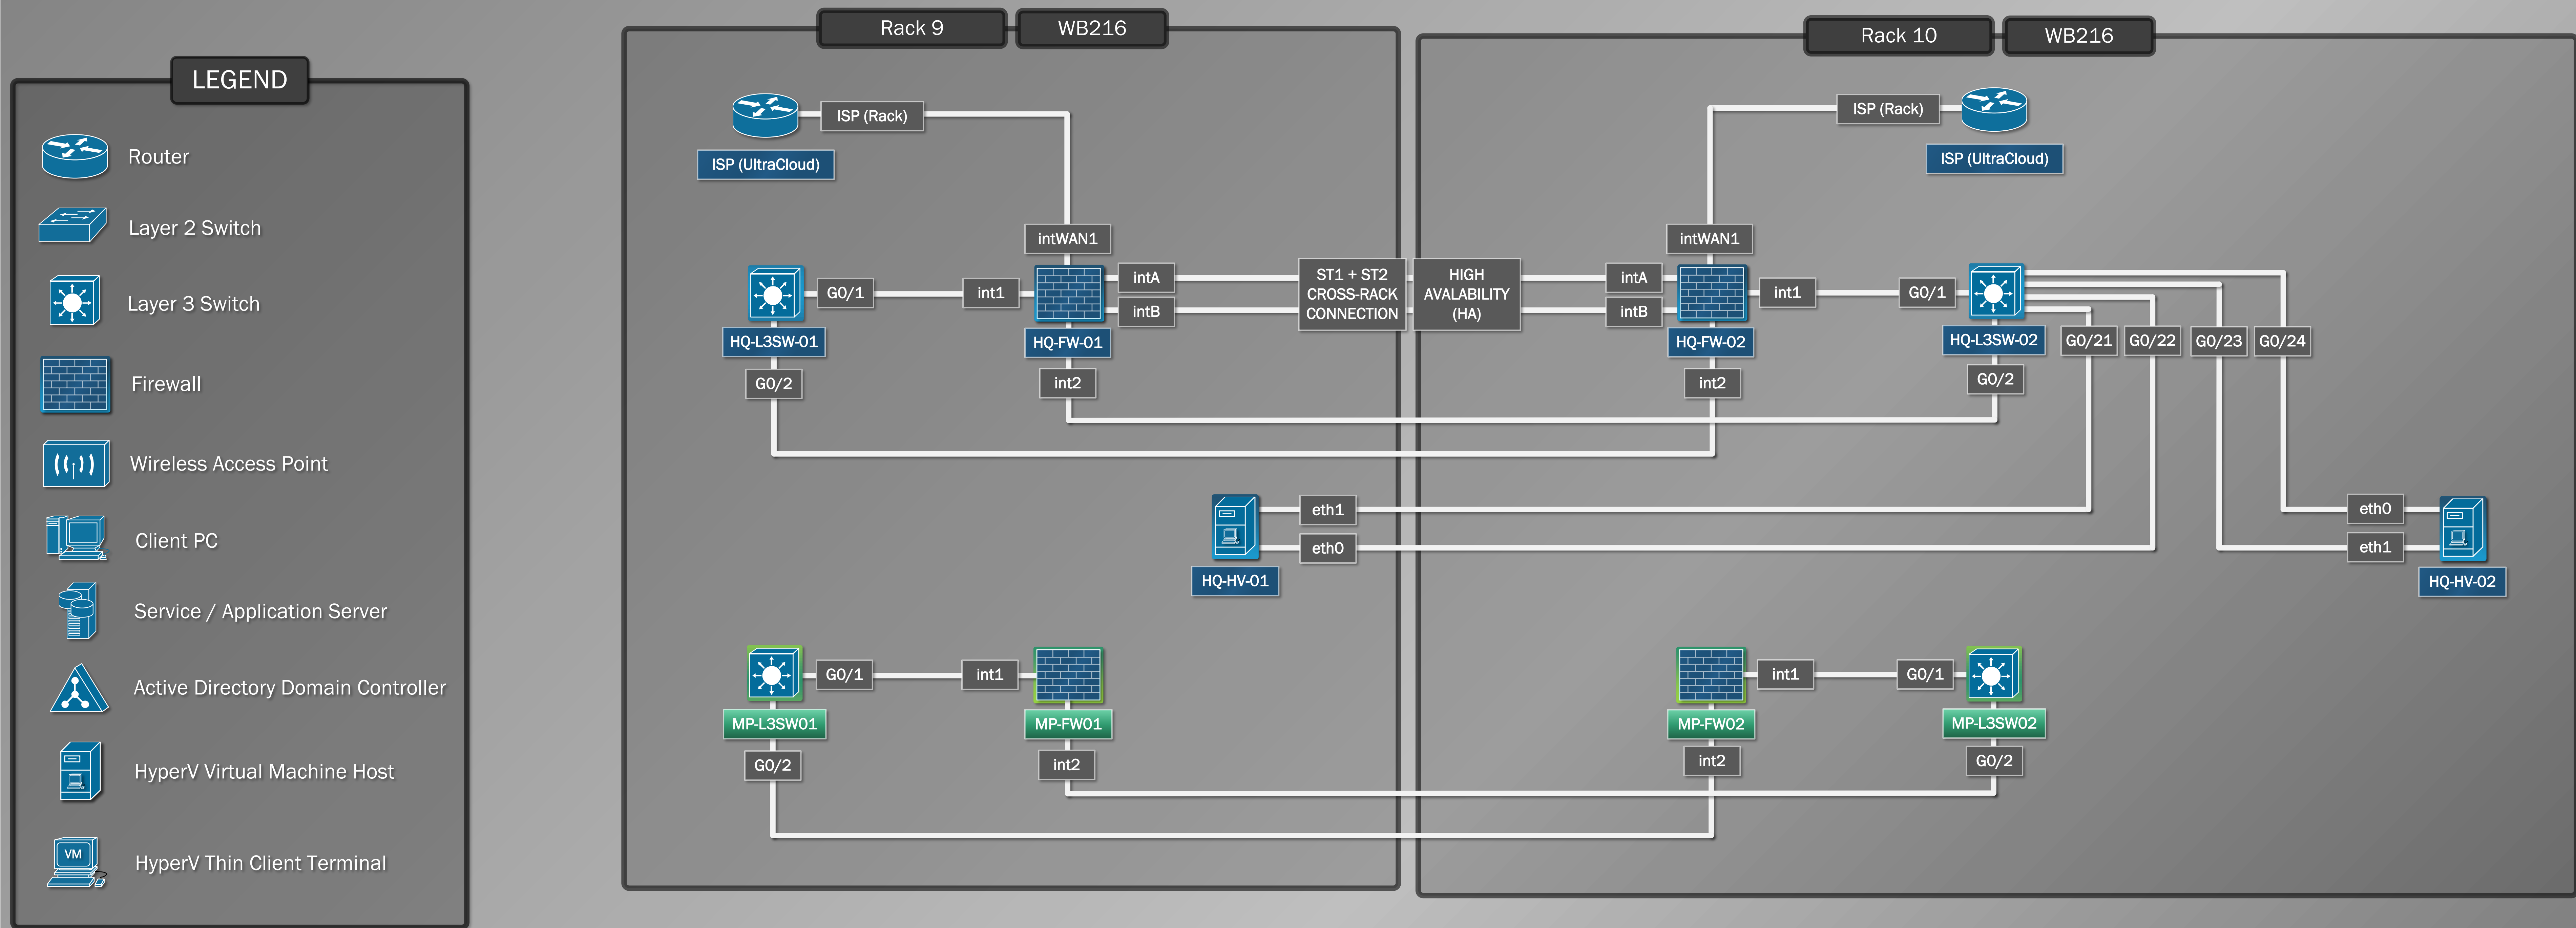 LEGEND
Router
Layer 2 Switch
Layer 3 Switch
Firewall
Wireless Access Point
Client PC
Service / Application Server
Active Directory Domain Controller
HyperV Virtual Machine Host
VM
HyperV Thin Client Terminal
Rack 9
WB216
ISP (Rack)
ISP (UltraCloud)
intWAN1
HQ-L3SW-01
G0/1
int1
HQ-FW-01
intA
intB
ST1 + ST2
CROSS-RACK
CONNECTION
G0/2
int2
HQ-HV-01
eth1
eth0
MP-L3SW01
G0/1
int1
MP-FW01
G0/2
int2
Rack 10
WB216
ISP (Rack)
ISP (UltraCloud)
intWAN1
HIGH
AVALABILITY
(HA)
intA
intB
HQ-FW-02
int1
G0/1
HQ-L3SW-02
G0/21
G0/22
G0/23
G0/24
int2
G0/2
eth0
eth1
HQ-HV-02
MP-FW02
int1
G0/1
MP-L3SW02
int2
G0/2